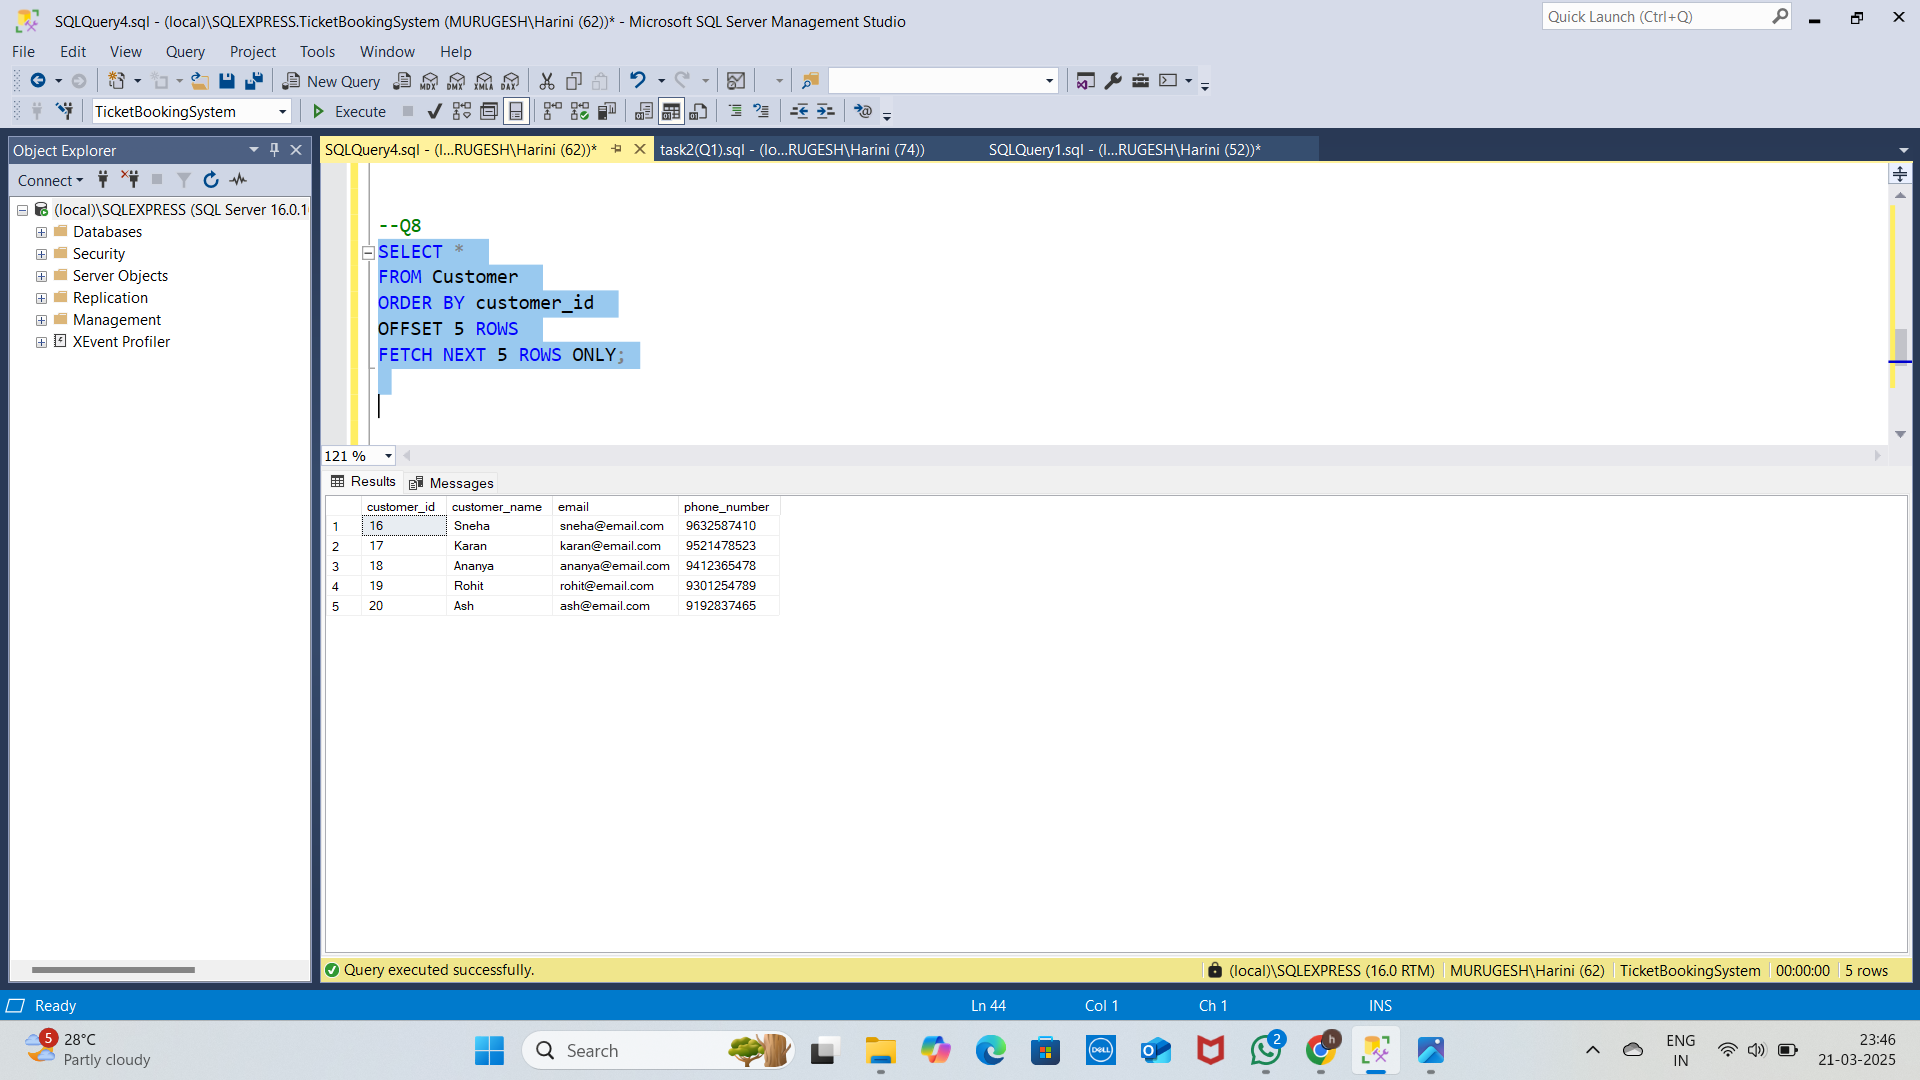 SQLQuery4.sql - (local)\SQLEXPRESS.TicketBookingSystem (MURUGESH\Harini (62))* - Microsoft SQL Server Management Studio
Quick Launch (Ctrl+Q)
File Edit View Query Project Tools Window Help
New Query MDX DMX XMLA DAX
TicketBookingSystem Execute
Object Explorer
SQLQuery4.sql - (l...RUGESH\Harini (62))* task2(Q1).sql - (lo...RUGESH\Harini (74)) SQLQuery1.sql - (l...RUGESH\Harini (52))*
Connect
(local)\SQLEXPRESS (SQL Server 16.0.1
Databases
Security
Server Objects
Replication
Management
XEvent Profiler
--Q8
SELECT *
FROM Customer
ORDER BY customer_id
OFFSET 5 ROWS
FETCH NEXT 5 ROWS ONLY;
121 %
Results Messages
customer_id customer_name email phone_number
1 16 Sneha sneha@email.com 9632587410
2 17 Karan karan@email.com 9521478523
3 18 Ananya ananya@email.com 9412365478
4 19 Rohit rohit@email.com 9301254789
5 20 Ash ash@email.com 9192837465
Query executed successfully. (local)\SQLEXPRESS (16.0 RTM) MURUGESH\Harini (62) TicketBookingSystem 00:00:00 5 rows
Ready Ln 44 Col 1 Ch 1 INS
5 28°C
Partly cloudy
Search
DELL
2
h
ENG
IN
23:46
21-03-2025